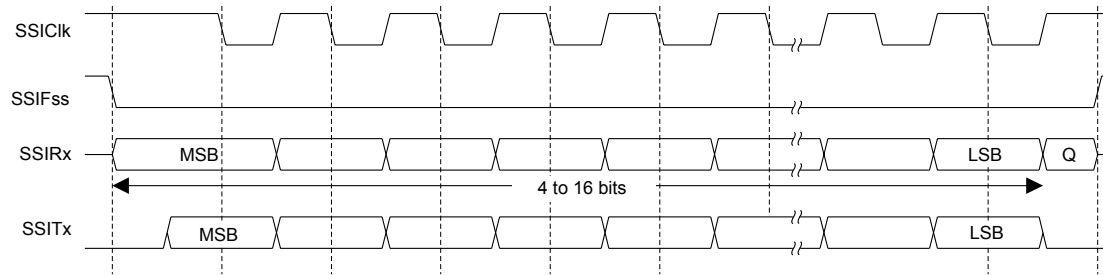 SSIClk
SSIFss
SSIRx
MSB
LSB
Q
4 to 16 bits
SSITx
MSB
LSB